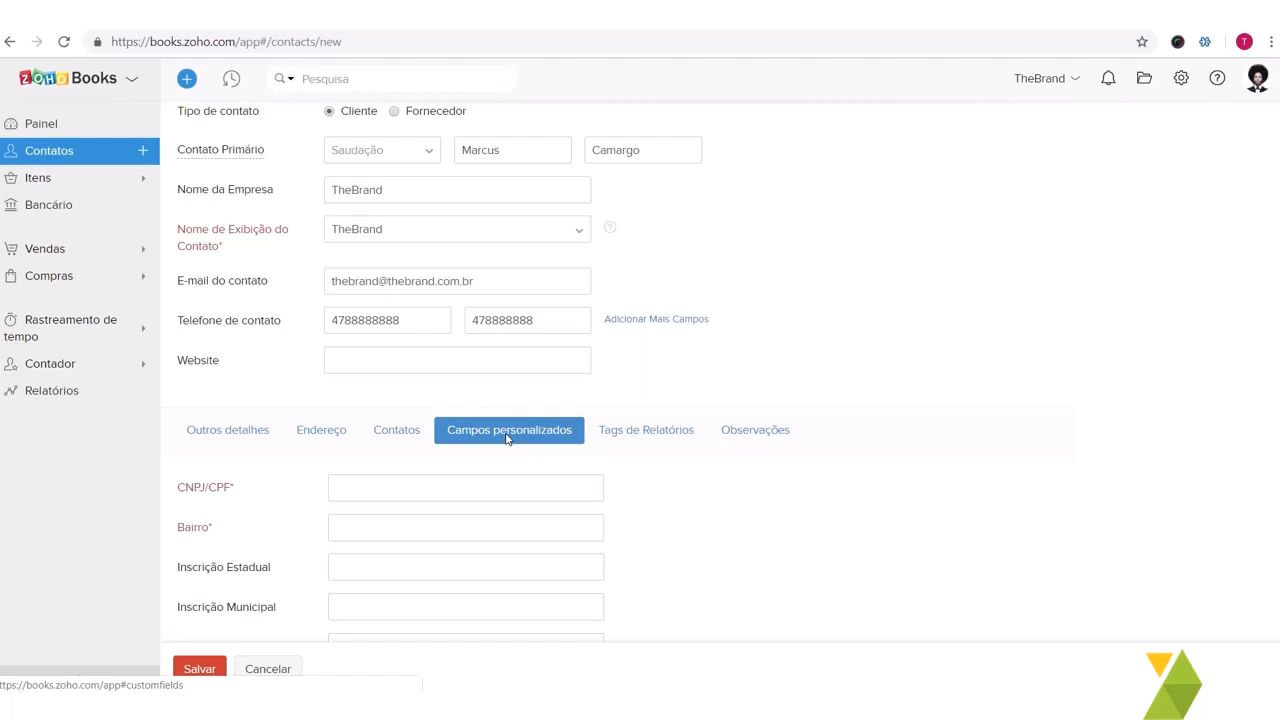 https://books.zoho.com/app#/contacts/new
T
ZOHO Books
Pesquisa
TheBrand
Painel
Contatos
Itens
Bancário
Vendas
Compras
Rastreamento de
tempo
Contador
Relatórios
Tipo de contato
Cliente
Fornecedor
Contato Primário
Saudação
Marcus
Camargo
Nome da Empresa
TheBrand
Nome de Exibição do
Contato*
TheBrand
E-mail do contato
thebrand@thebrand.com.br
Telefone de contato
4788888888
478888888
Adicionar Mais Campos
Website
Outros detalhes
Endereço
Contatos
Campos personalizados
Tags de Relatórios
Observações
CNPJ/CPF*
Bairro*
Inscrição Estadual
Inscrição Municipal
Salvar
Cancelar
ttps://books.zoho.com/app#customfields